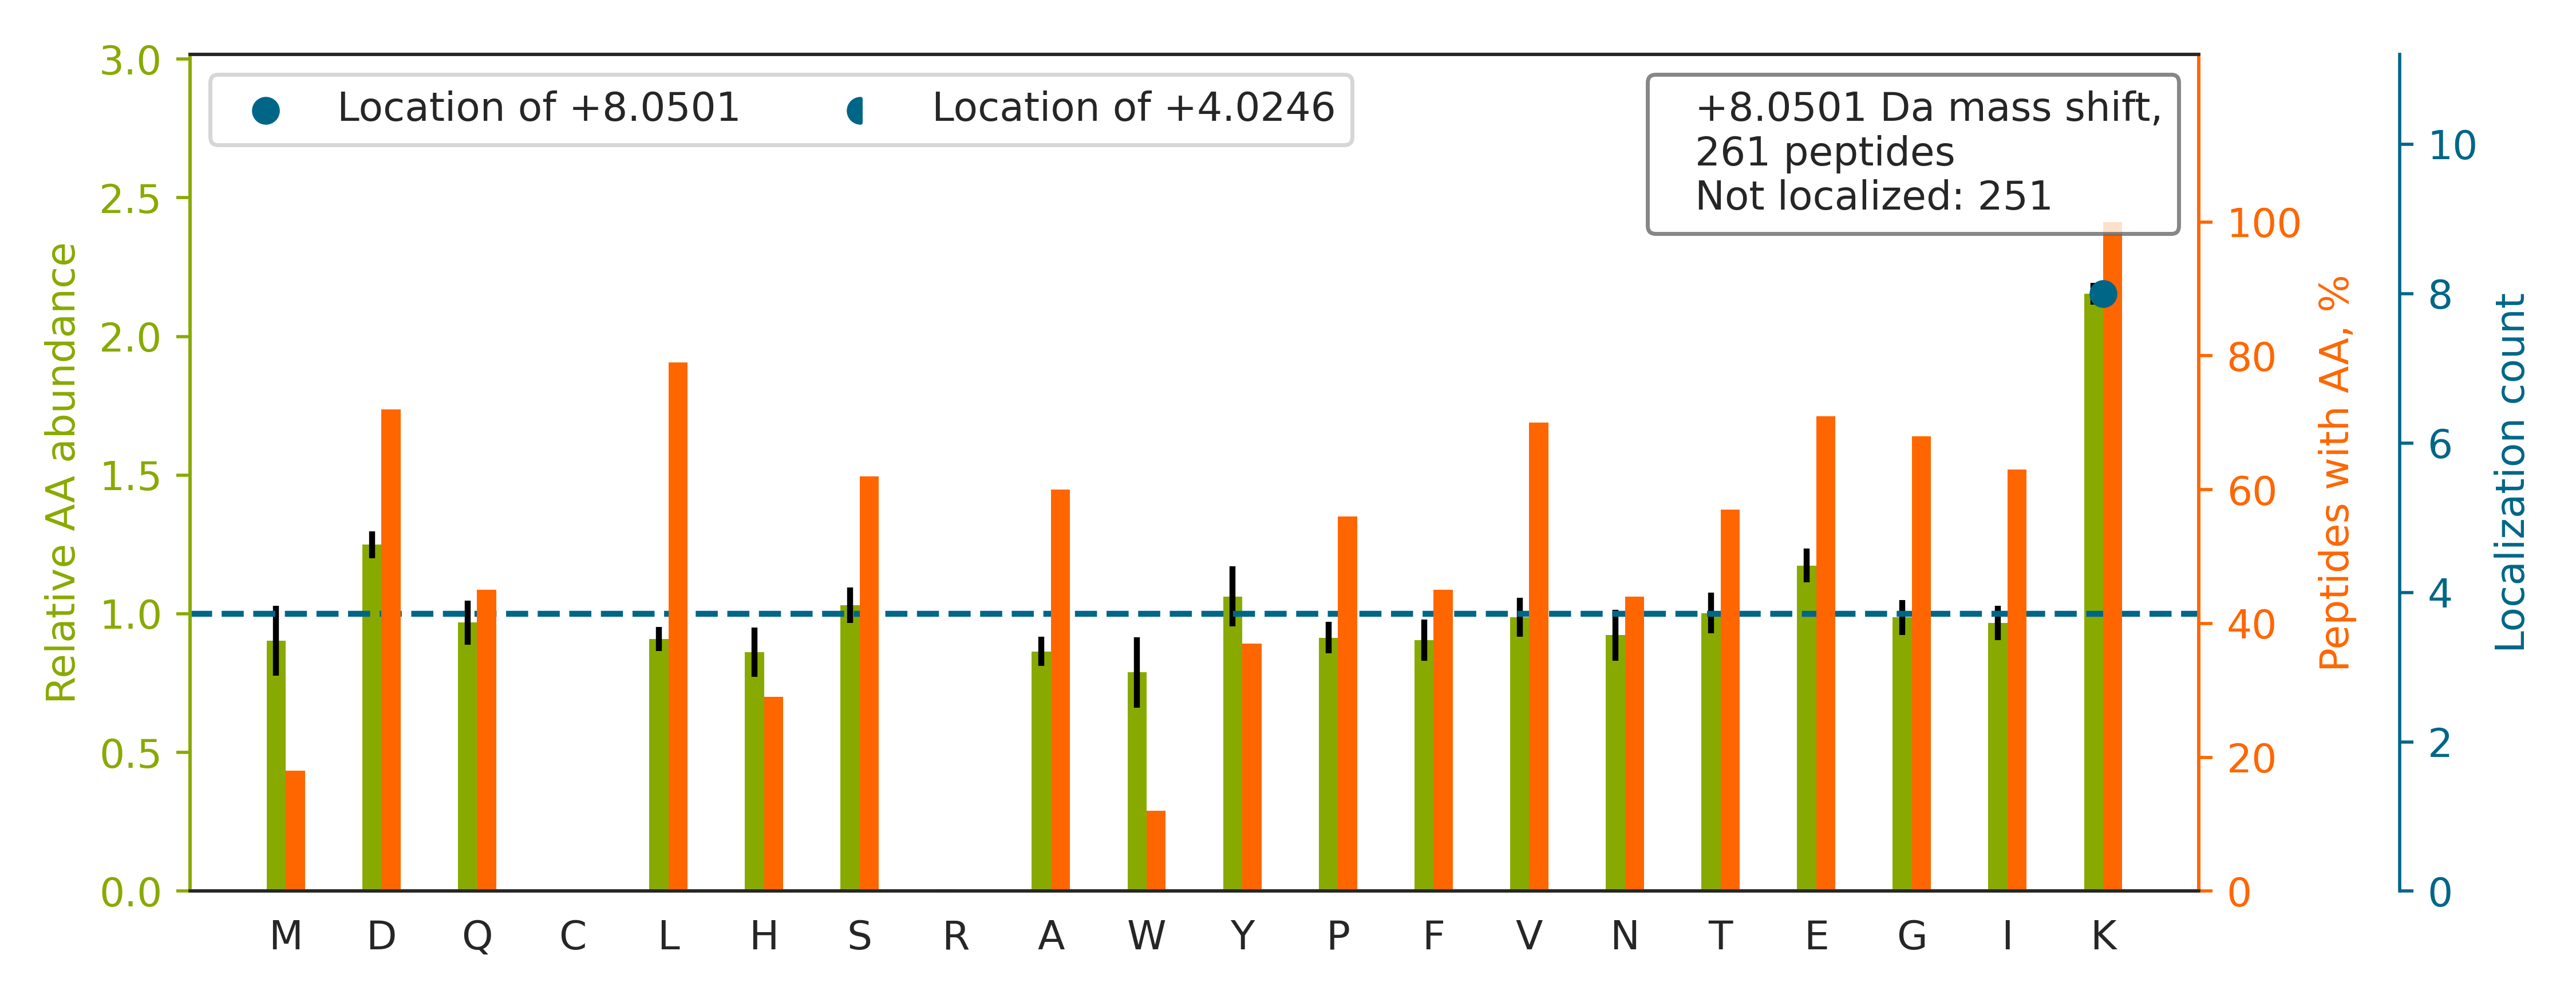 Location of +8.0501
Location of +4.0246
+8.0501 Da mass shift,
261 peptides
Not localized: 251
Relative AA abundance
3.0
2.5
2.0
1.5
1.0
0.5
0.0
Peptides with AA, %
100
80
60
40
20
0
Localization count
10
8
6
4
2
0
M D Q C L H S R A W Y P F V N T E G I K